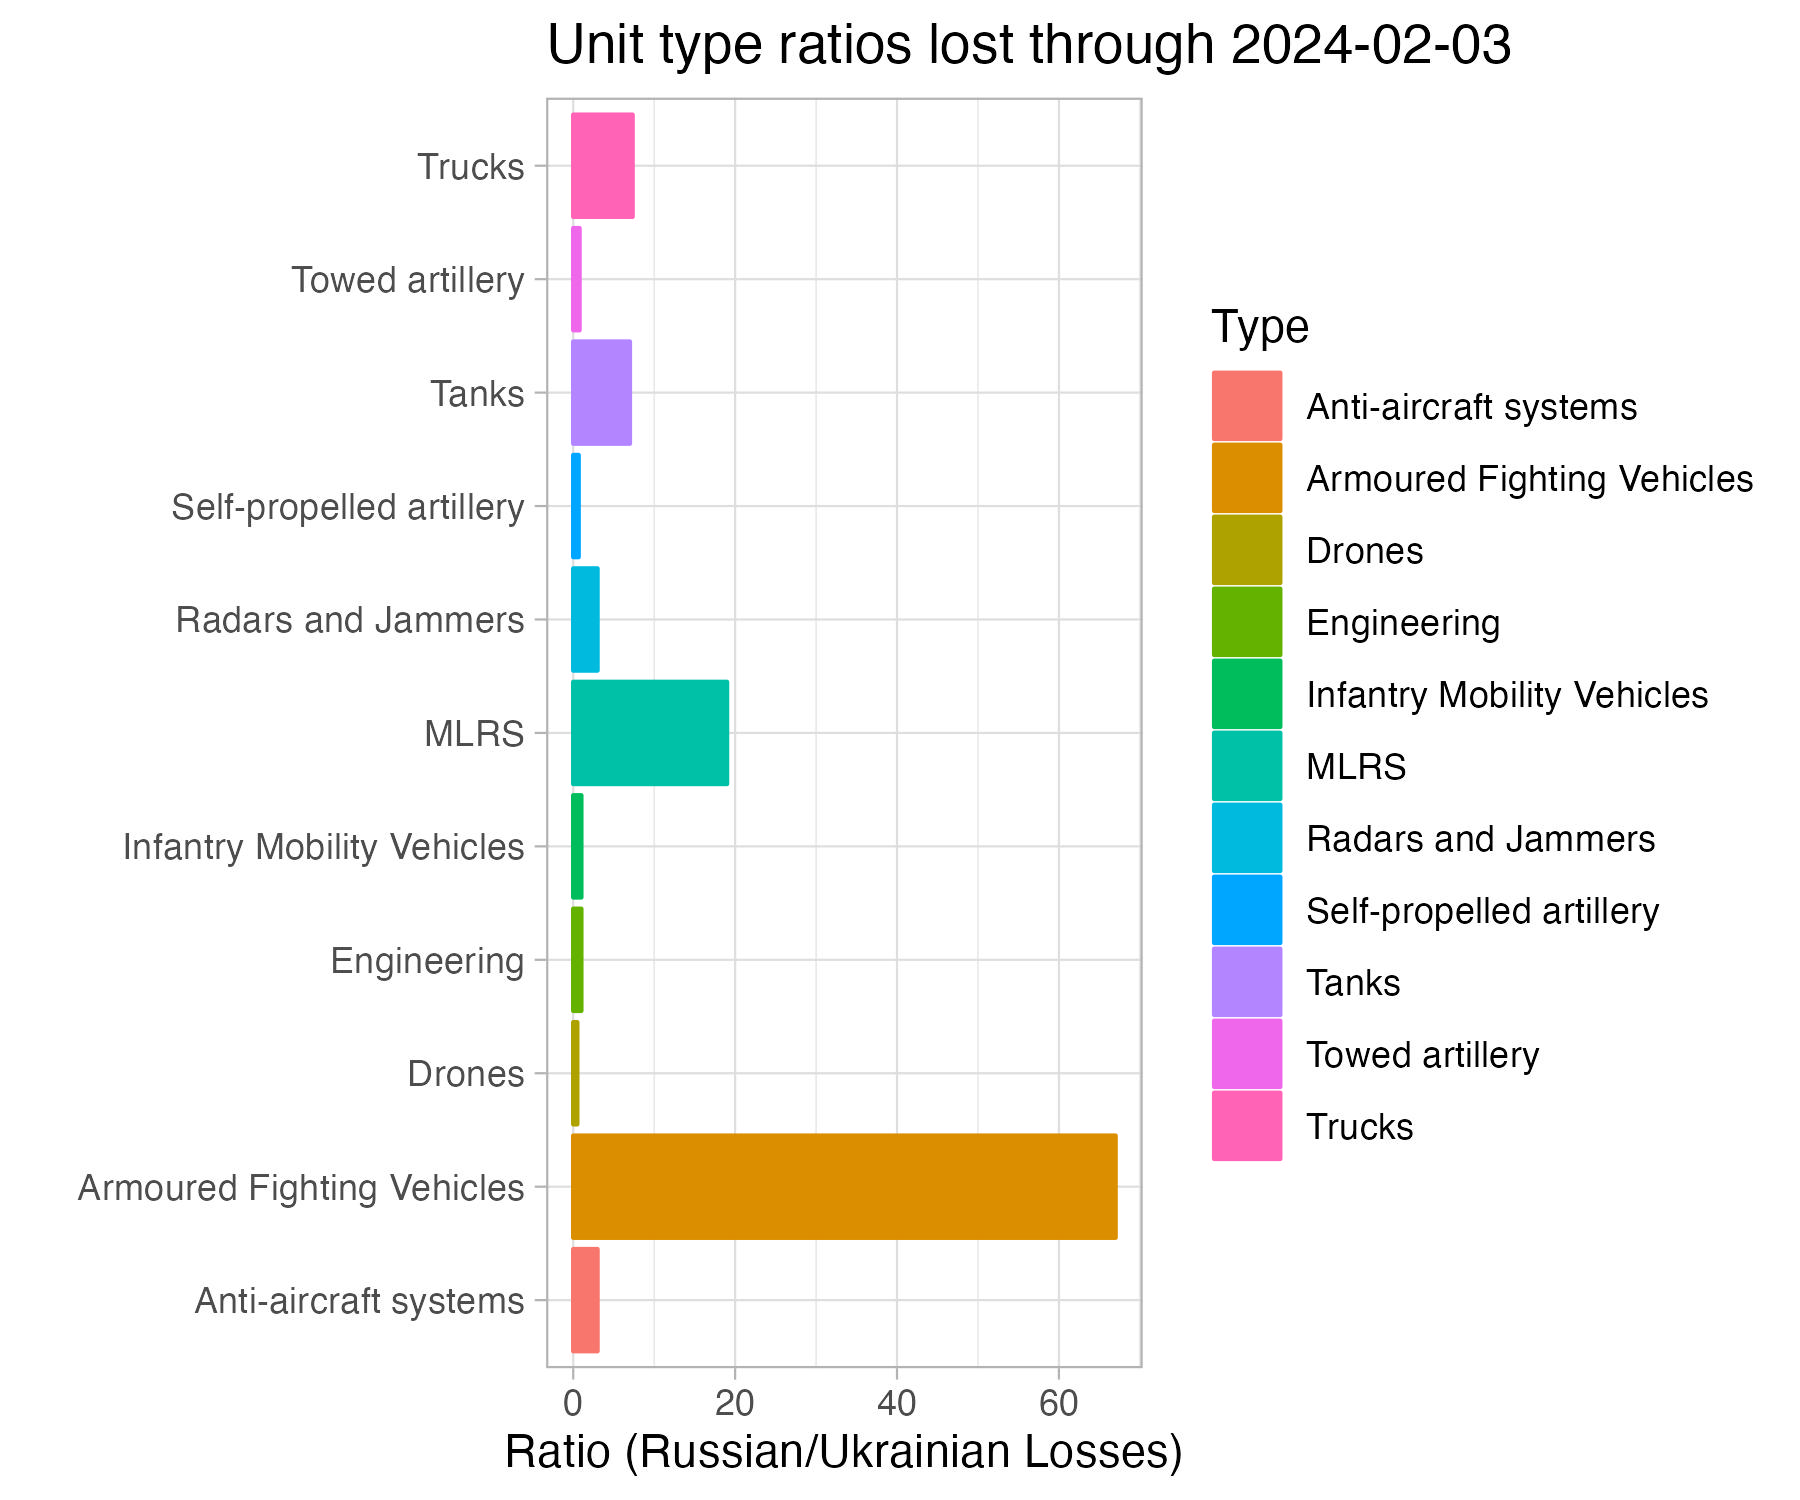 Unit type ratios lost through 2024-02-03
Trucks
Towed artillery
Tanks
Self-propelled artillery
Radars and Jammers
MLRS
Infantry Mobility Vehicles
Engineering
Drones
Armoured Fighting Vehicles
Anti-aircraft systems
0 20 40 60
Ratio (Russian/Ukrainian Losses)
Type
Anti-aircraft systems
Armoured Fighting Vehicles
Drones
Engineering
Infantry Mobility Vehicles
MLRS
Radars and Jammers
Self-propelled artillery
Tanks
Towed artillery
Trucks